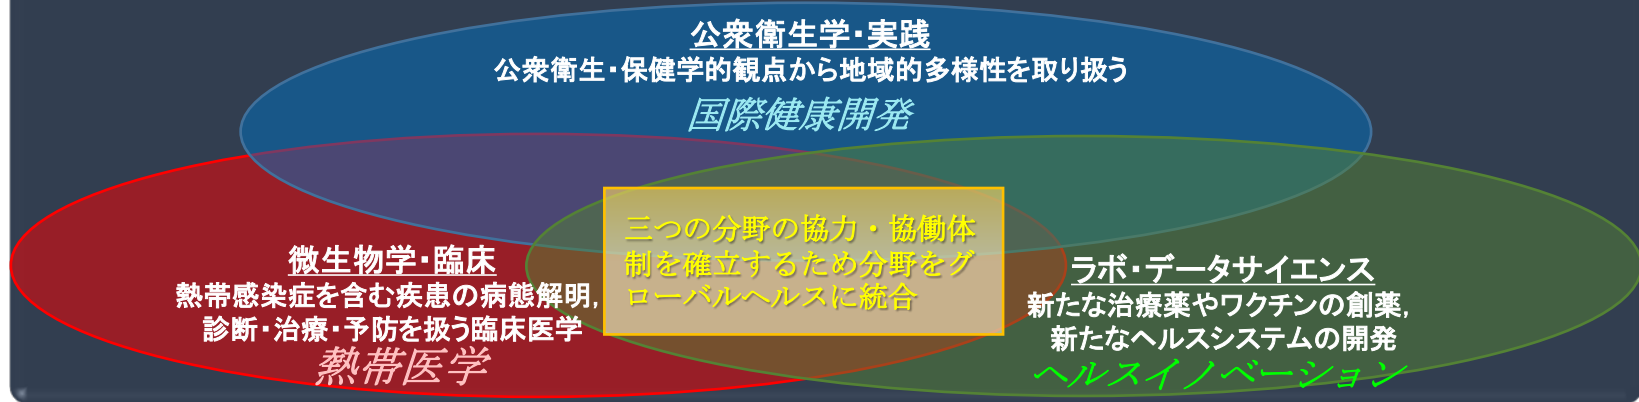 公衆衛生学・実践
公衆衛生・保健学的観点から地域的多様性を取り扱う
国際健康開発
三つの分野の協力・協働体
制を確立するため分野をグ
ローバルヘルスに統合
微生物学・臨床
熱帯感染症を含む疾患の病態解明,
診断・治療・予防を扱う臨床医学
熱帯医学
ラボ・データサイエンス
新たな治療薬やワクチンの創薬,
新たなヘルスシステムの開発
ヘルスイノベーション